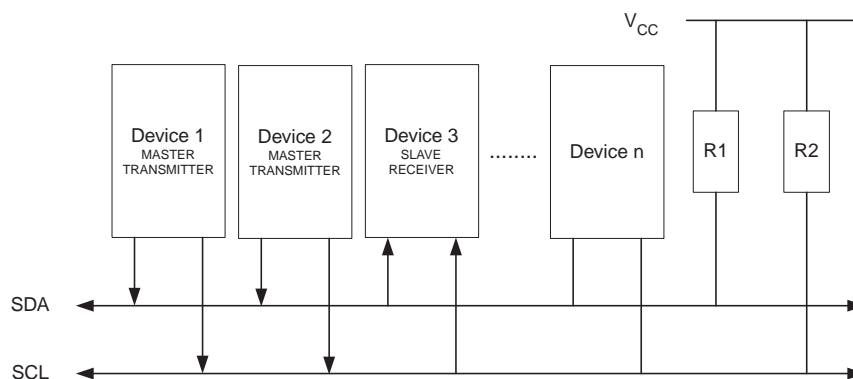 V_CC
Device 1
MASTER
TRANSMITTER
Device 2
MASTER
TRANSMITTER
Device 3
SLAVE
RECEIVER
........
Device n
R1
R2
SDA
SCL